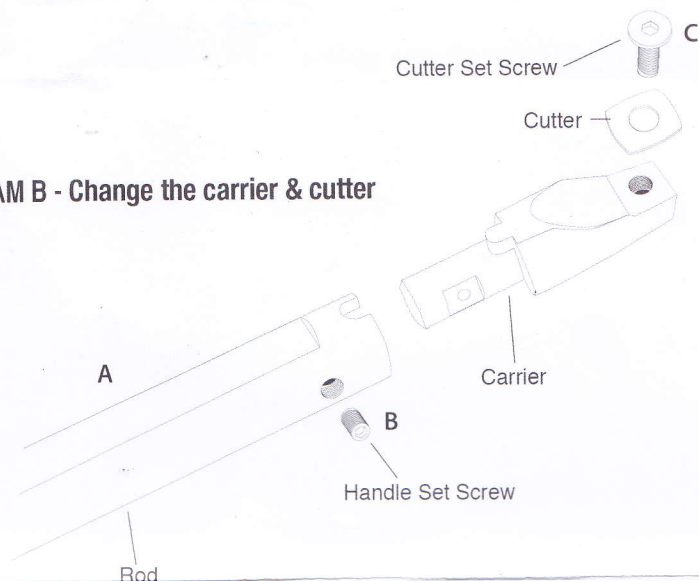 C
Cutter Set Screw
Cutter
AM B - Change the carrier & cutter
A
Carrier
B
Handle Set Screw
Rod